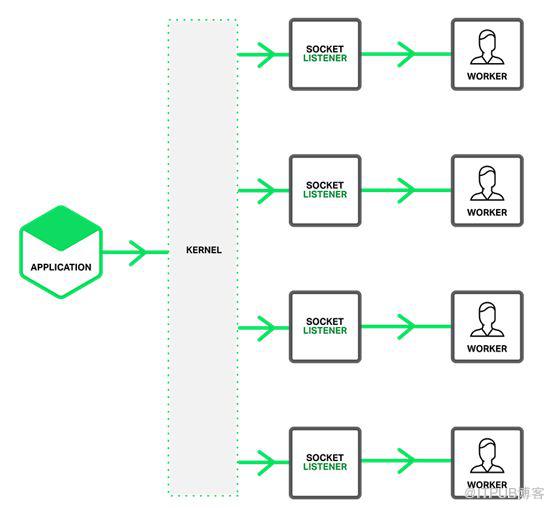 SOCKET
LISTENER
WORKER
SOCKET
LISTENER
WORKER
APPLICATION
KERNEL
SOCKET
LISTENER
WORKER
SOCKET
LISTENER
WORKER
@ITPUB博客